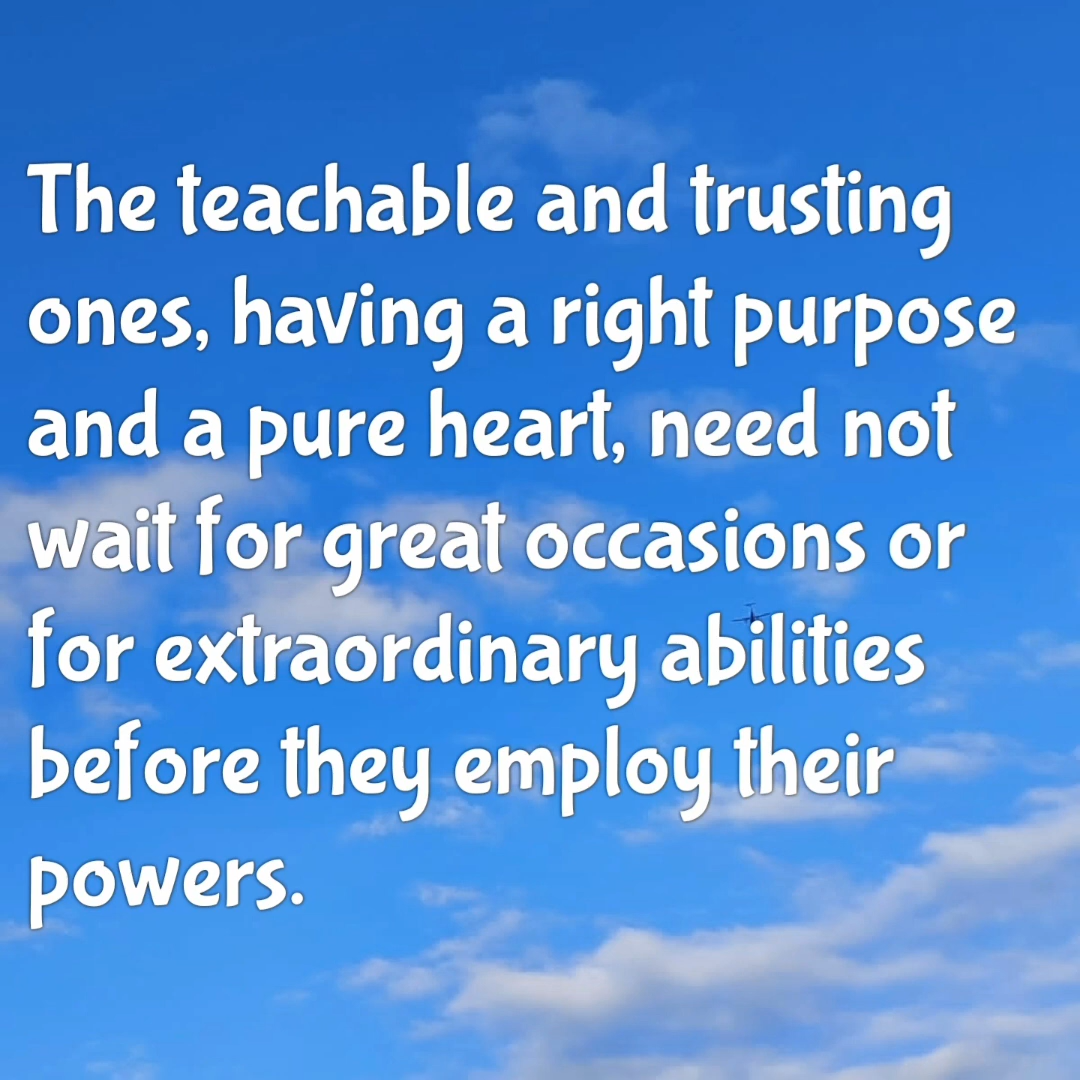 The teachable and trusting
ones, having a right purpose
and a pure heart, need not
wait for great occasions or
for extraordinary abilities
before they employ their
powers.